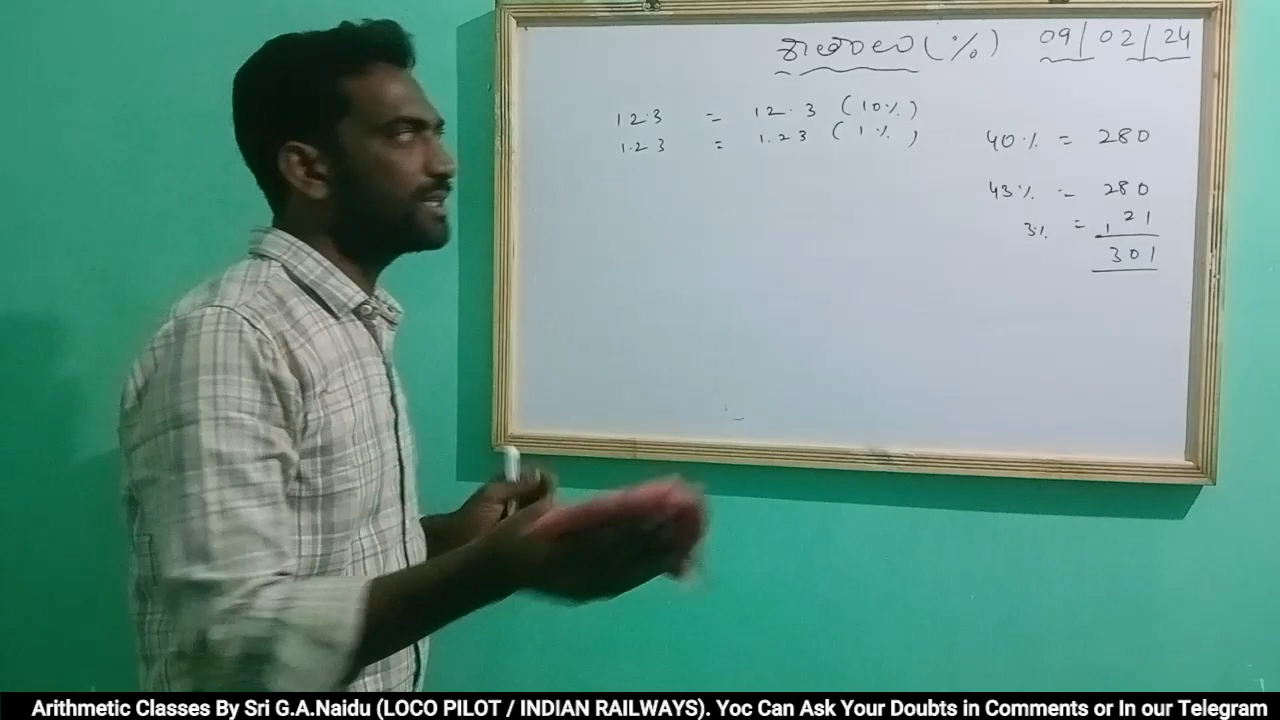 శాతాలు (%) 09/02/24
12.3 = 12.3 (10%)
1.23 = 1.23 (1%)
40% = 280
43% - 280
3% = 21
301
Arithmetic Classes By Sri G.A.Naidu (LOCO PILOT / INDIAN RAILWAYS). Yoc Can Ask Your Doubts in Comments or In our Telegram